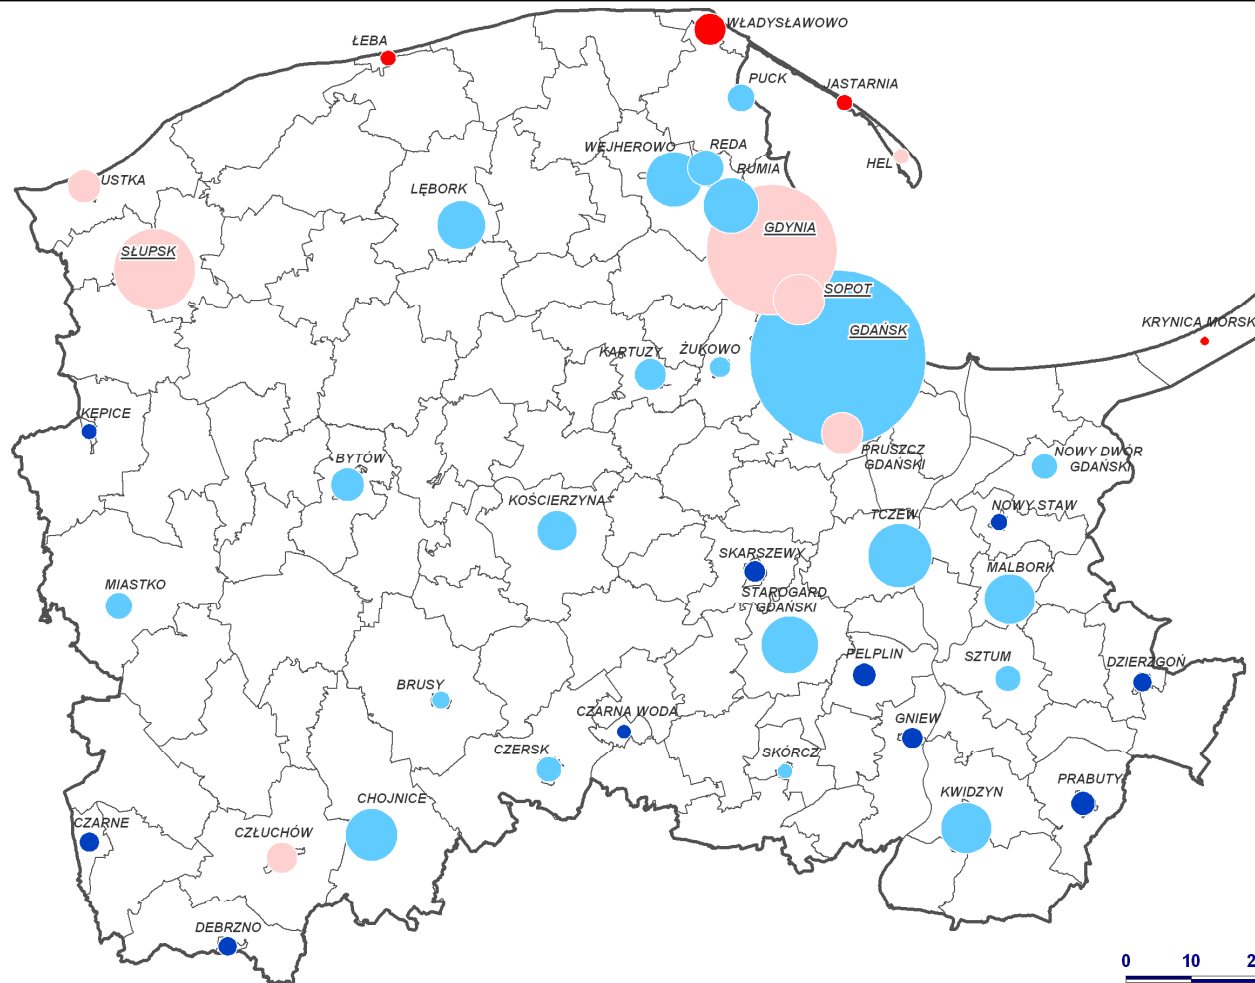 WŁADYSŁAWOWO
ŁEBA
PUCK
JASTARNIA
REDA
WEJHEROWO
HEL
RUMIA
USTKA
LĘBORK
GDYNIA
SŁUPSK
SOPOT
GDAŃSK
KRYNICA MORSK
KARTUZY
ŻUKOWO
KĘPICE
PRUSZCZ
GDAŃSKI
NOWY DWÓR
GDAŃSKI
BYTÓW
KOŚCIERZYNA
NOWY STAW
TCZEW
SKARSZEWY
MALBORK
MIASTKO
STAROGARD
GDAŃSKI
PELPLIN
SZTUM
DZIERZGOŃ
BRUSY
CZARNA WODA
GNIEW
CZERSK
SKÓRCZ
PRABUTY
KWIDZYN
CHOJNICE
CZARNE
CZŁUCHÓW
DEBRZNO
0 10 2